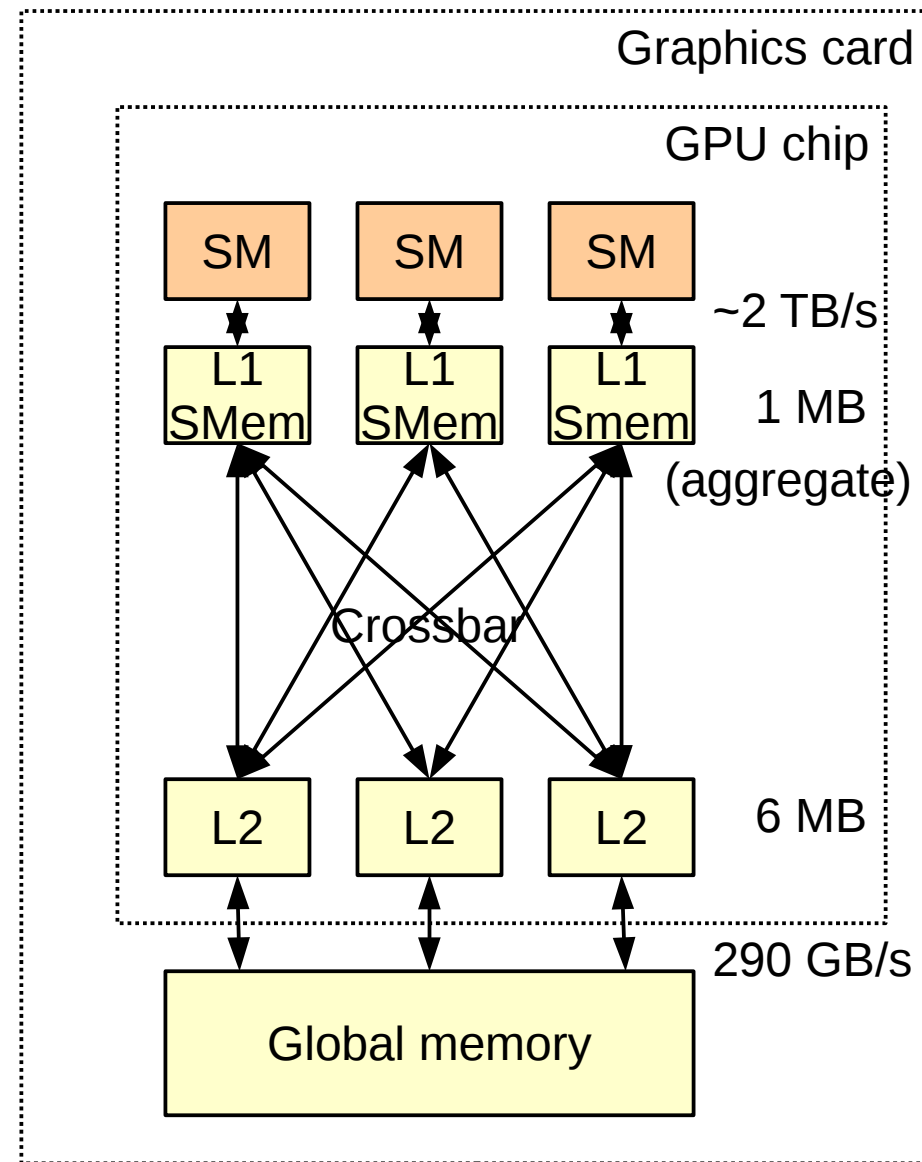 Graphics card
GPU chip
SM
SM
SM
~2 TB/s
L1
SMem
L1
SMem
L1
Smem
1 MB
(aggregate)
Crossbar
L2
L2
L2
6 MB
290 GB/s
Global memory